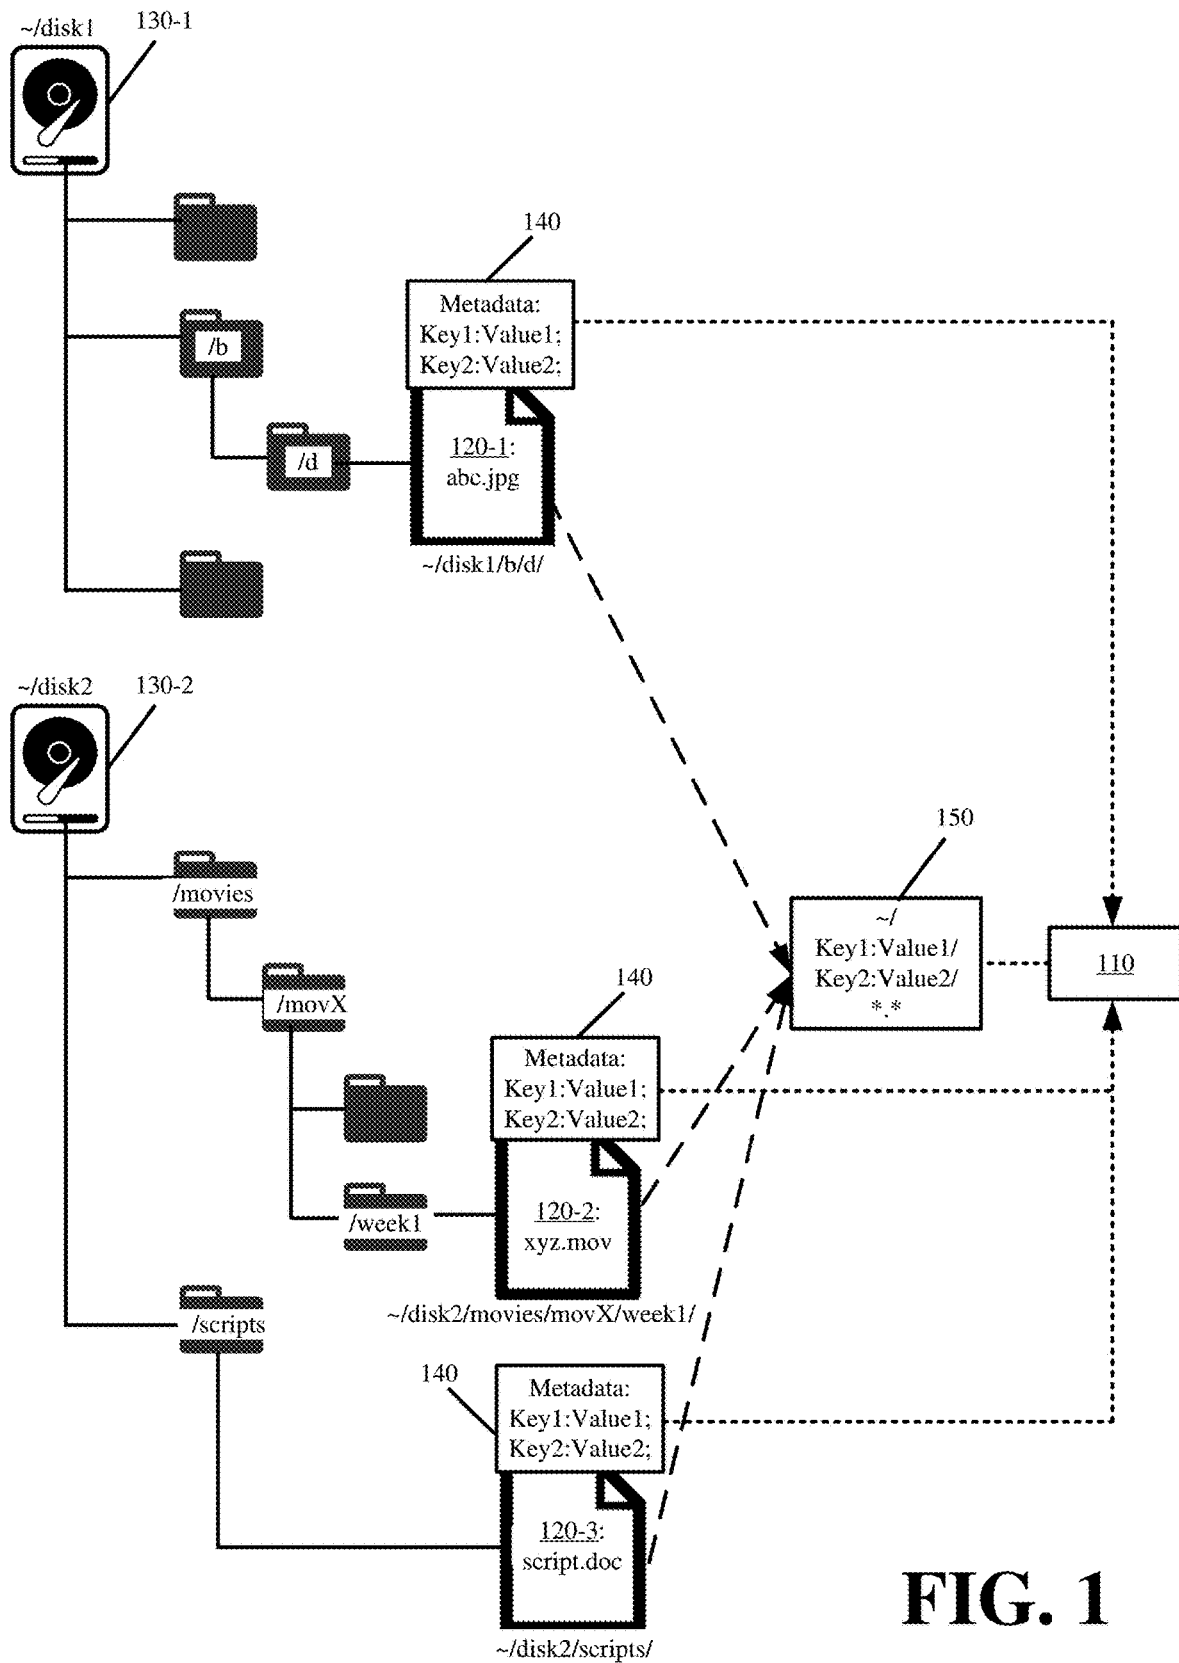 ~/disk1
130-1
140
Metadata:
Key1:Value1;
Key2:Value2;
/b
/d
120-1:
abc.jpg
~/disk1/b/d/
~/disk2
130-2
150
~/
Key1:Value1/
Key2:Value2/
*.*
110
/movies
/movX
140
Metadata:
Key1:Value1;
Key2:Value2;
/week1
120-2:
xyz.mov
~/disk2/movies/movX/week1/
/scripts
140
Metadata:
Key1:Value1;
Key2:Value2;
120-3:
script.doc
~/disk2/scripts/
FIG. 1